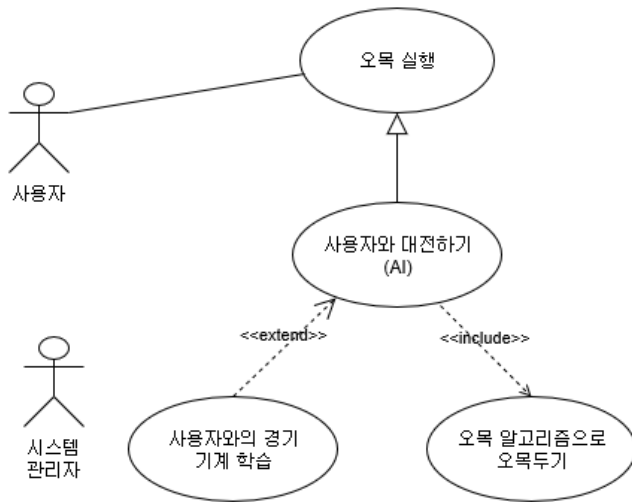 오목 실행
사용자
사용자와 대전하기
(AI)
<<extend>>
<<include>>
시스템
관리자
사용자와의 경기
기계 학습
오목 알고리즘으로
오목두기